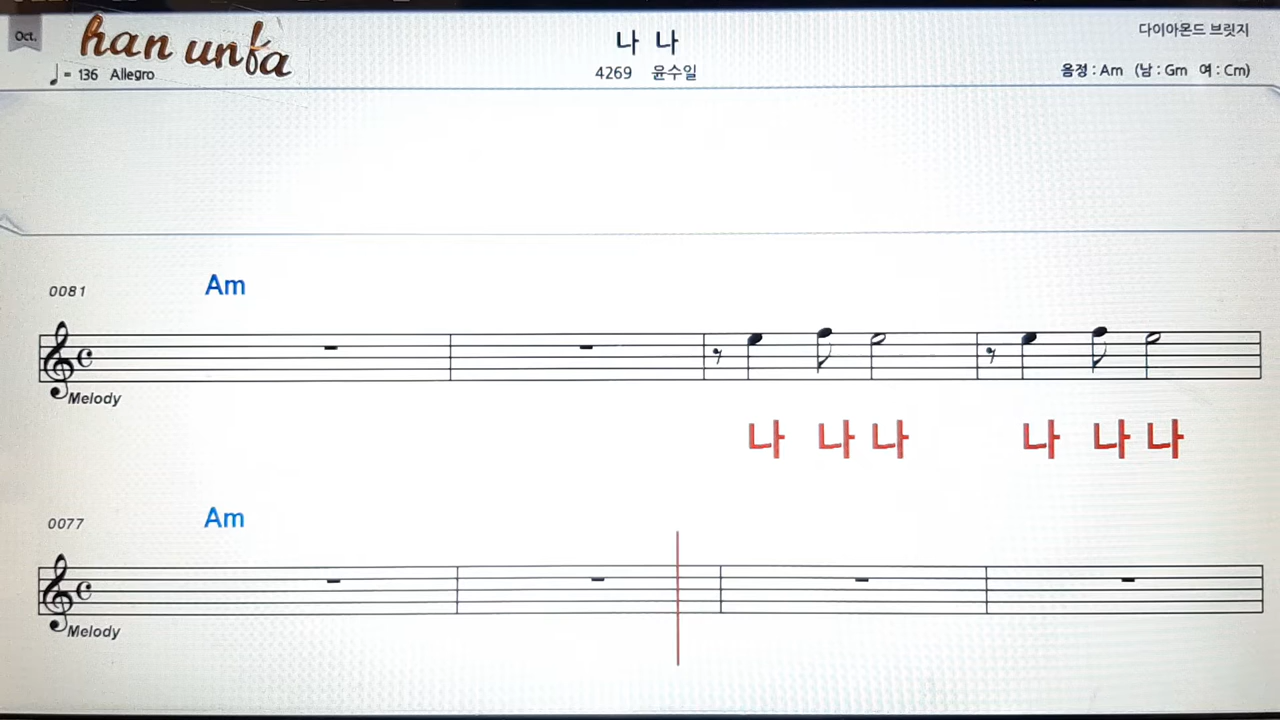 Oct.
han unfa
나 나
다이아몬드 브릿지
♩= 136 Allegro
4269 윤수일
음정 : Am (남 : Gm 여 : Cm)
0081
Am
Melody
나 나 나 나 나 나
0077
Am
Melody